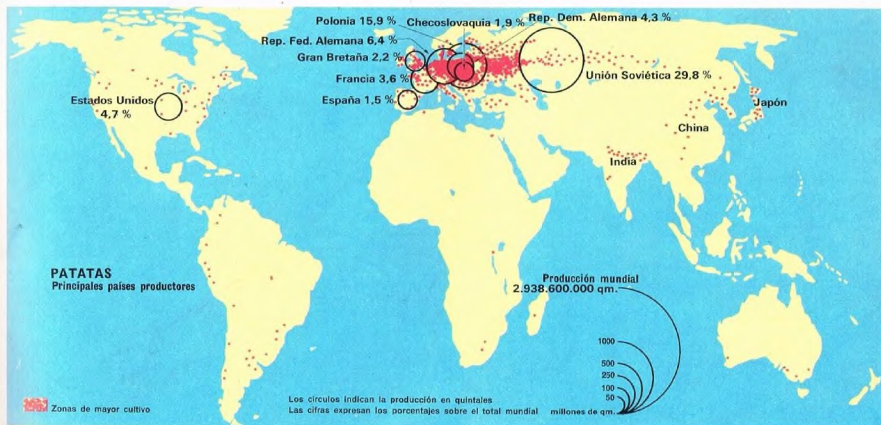 Polonia 15,9 %
Checoslovaquia 1,9 %
Rep. Dem. Alemana 4,3 %
Rep. Fed. Alemana 6,4 %
Gran Bretaña 2,2 %
Francia 3,6
España 1,5 %
Unión Soviética 29,8 %
Estados Unidos
4,7 %
Japón
China
India
PATATAS
Principales países productores
Producción mundial
2.938.600.000 qm.
1000
500
250
100
50
millones de qm.
Zonas de mayor cultivo
Los círculos indican la producción en quintales
Las cifras expresan los porcentajes sobre el total mundial